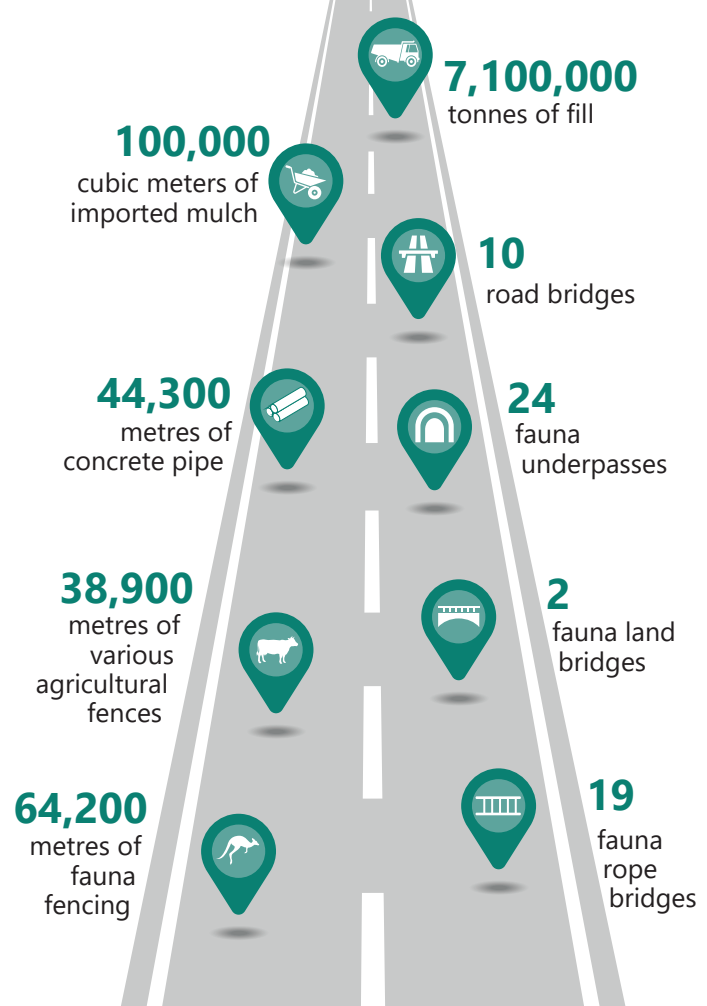 7,100,000
tonnes of fill
100,000
cubic meters of
imported mulch
10
road bridges
44,300
metres of
concrete pipe
24
fauna
underpasses
38,900
metres of
various
agricultural
fences
2
fauna land
bridges
64,200
metres of
fauna
fencing
19
fauna
rope
bridges